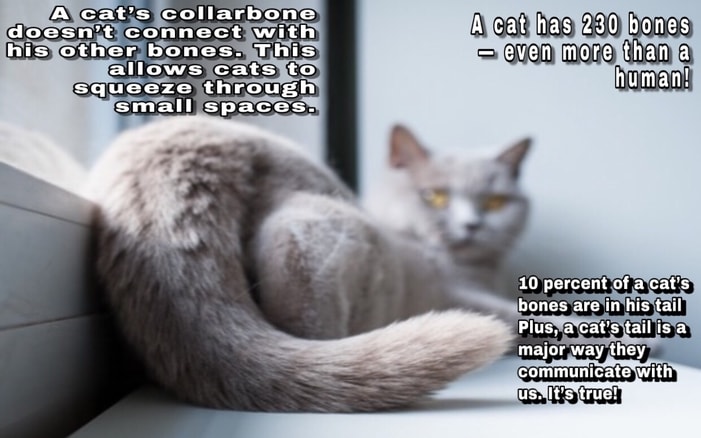 A cat's collarbone
doesn't connect with
his other bones. This
allows cats to
squeeze through
small spaces.
A cat has 230 bones
— even more than a
human!
10 percent of a cat's
bones are in his tail
Plus, a cat's tail is a
major way they
communicate with
us. It's true!